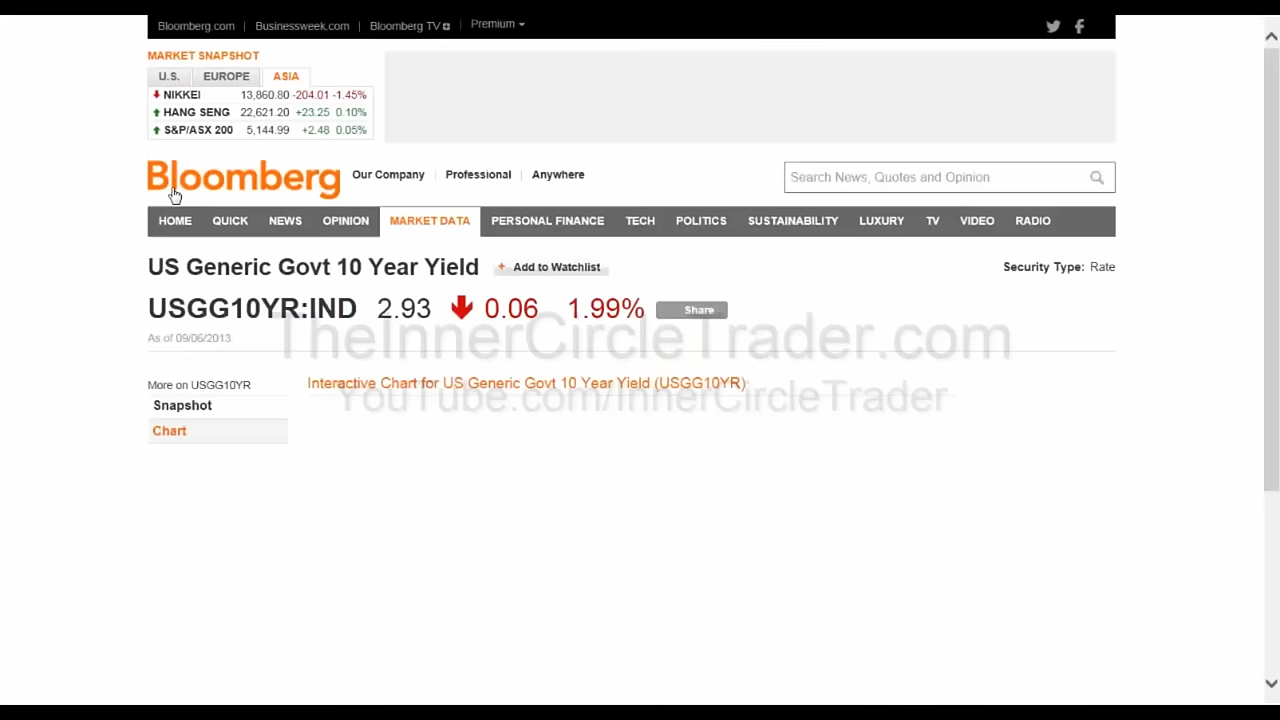 Bloomberg.com | Businessweek.com | Bloomberg TV | Premium
MARKET SNAPSHOT
U.S. EUROPE ASIA
NIKKEI 13,860.80 -204.01 -1.45%
HANG SENG 22,621.20 +23.25 0.10%
S&P/ASX 200 5,144.99 +2.48 0.05%
Bloomberg Our Company Professional Anywhere
Search News, Quotes and Opinion
HOME QUICK NEWS OPINION MARKET DATA PERSONAL FINANCE TECH POLITICS SUSTAINABILITY LUXURY TV VIDEO RADIO
US Generic Govt 10 Year Yield + Add to Watchlist Security Type: Rate
USGG10YR:IND 2.93 0.06 1.99% Share
As of 09/06/2013.
TheInnerCircleTrader.com
More on USGG10YR
Interactive Chart for US Generic Govt 10 Year Yield (USGG10YR)
YouTube.com/InnerCircleTrader
Snapshot
Chart